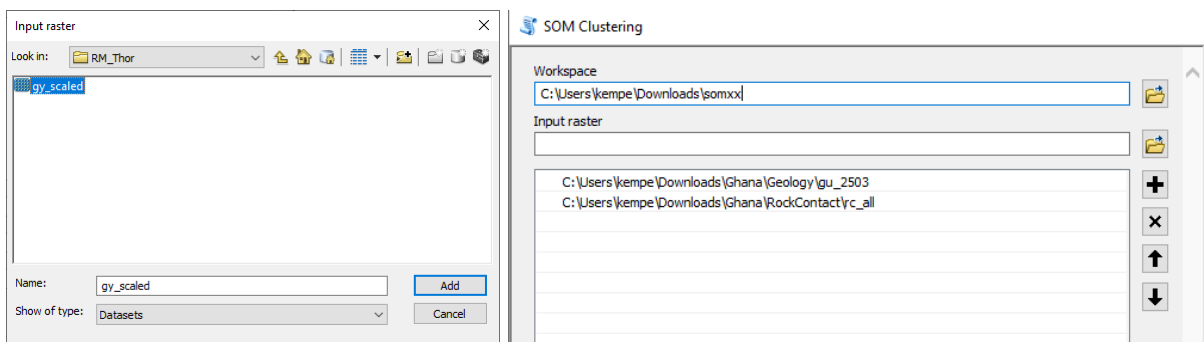 Input raster
Look in:
RM_Thor
gy_scaled
Name:
gy_scaled
Add
Show of type:
Datasets
Cancel
SOM Clustering
Workspace
C:\Users\kempe\Downloads\somxx
Input raster
C:\Users\kempe\Downloads\Ghana\Geology\gu_2503
C:\Users\kempe\Downloads\Ghana\RockContact\rc_all